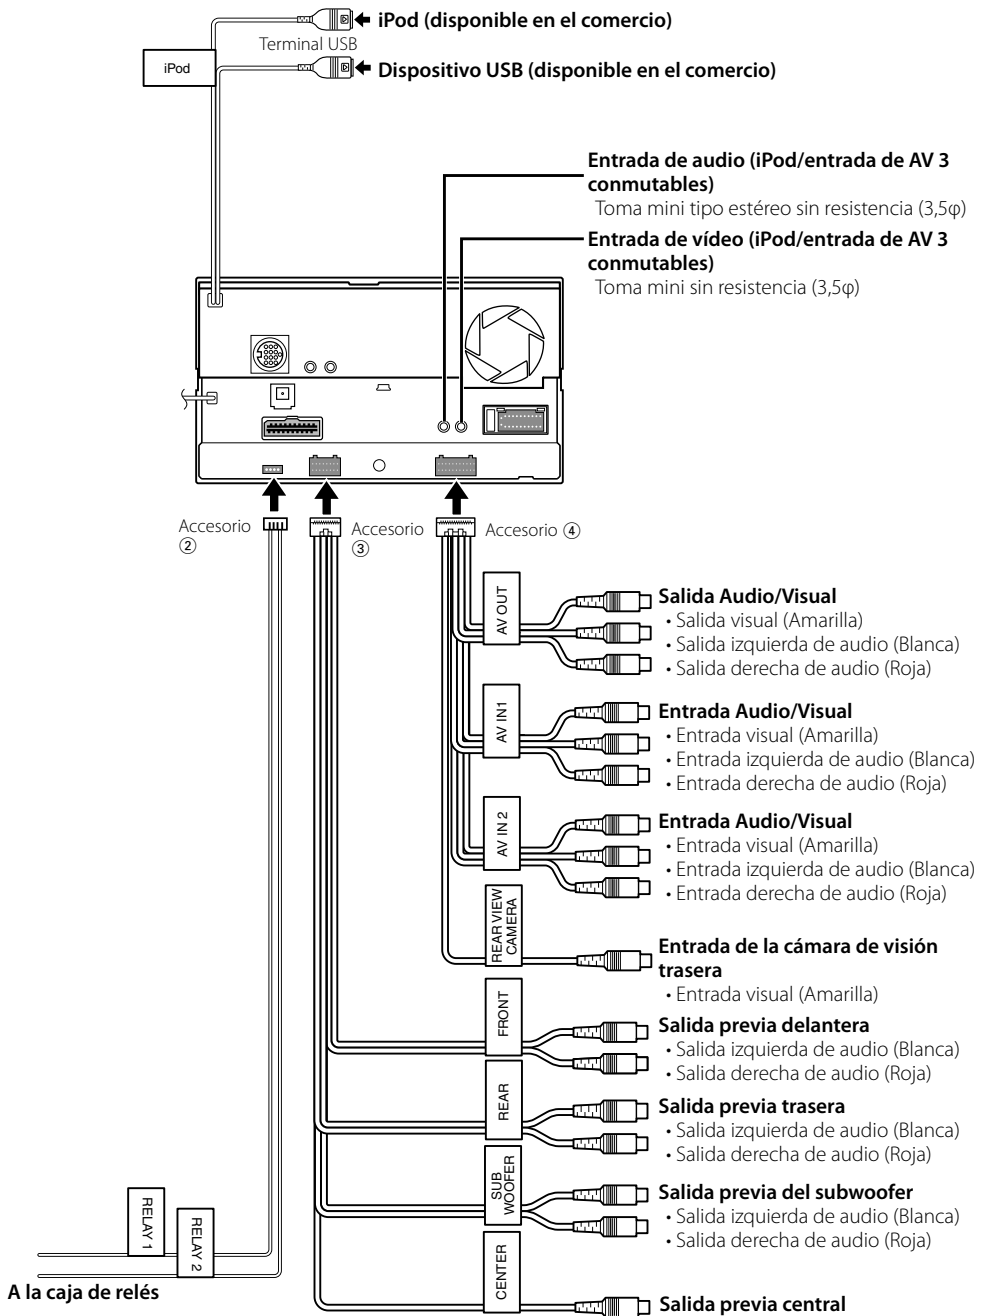 iPod (disponible en el comercio)
Terminal USB
iPod
Dispositivo USB (disponible en el comercio)
Entrada de audio (iPod/entrada de AV 3
conmutables)
Toma mini tipo estéreo sin resistencia (3,5φ)
Entrada de vídeo (iPod/entrada de AV 3
conmutables)
Toma mini sin resistencia (3,5φ)
Accesorio
②
Accesorio
③
Accesorio ④
AV OUT
Salida Audio/Visual
• Salida visual (Amarilla)
• Salida izquierda de audio (Blanca)
• Salida derecha de audio (Roja)
AV IN1
Entrada Audio/Visual
• Entrada visual (Amarilla)
• Entrada izquierda de audio (Blanca)
• Entrada derecha de audio (Roja)
AV IN 2
Entrada Audio/Visual
• Entrada visual (Amarilla)
• Entrada izquierda de audio (Blanca)
• Entrada derecha de audio (Roja)
REAR VIEW
CAMERA
Entrada de la cámara de visión
trasera
• Entrada visual (Amarilla)
FRONT
Salida previa delantera
• Salida izquierda de audio (Blanca)
• Salida derecha de audio (Roja)
REAR
Salida previa trasera
• Salida izquierda de audio (Blanca)
• Salida derecha de audio (Roja)
SUB
WOOFER
Salida previa del subwoofer
• Salida izquierda de audio (Blanca)
• Salida derecha de audio (Roja)
RELAY 1
RELAY 2
A la caja de relés
CENTER
Salida previa central